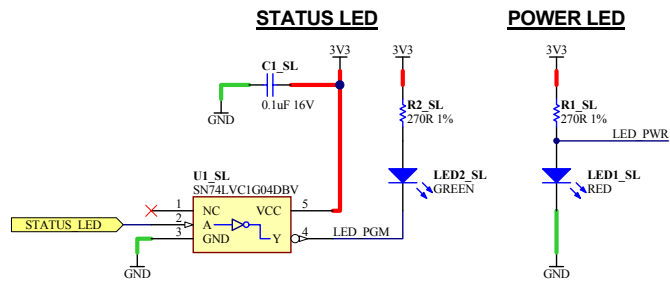 STATUS LED
POWER LED
3V3
3V3
3V3
C1_SL
0.1uF 16V
GND
R2_SL
270R 1%
R1_SL
270R 1%
LED_PWR
U1_SL
SN74LVC1G04DBV
LED2_SL
GREEN
LED1_SL
RED
1
NC
VCC
5
STATUS_LED
2
A
3
GND
Y
4
LED_PGM
GND
GND